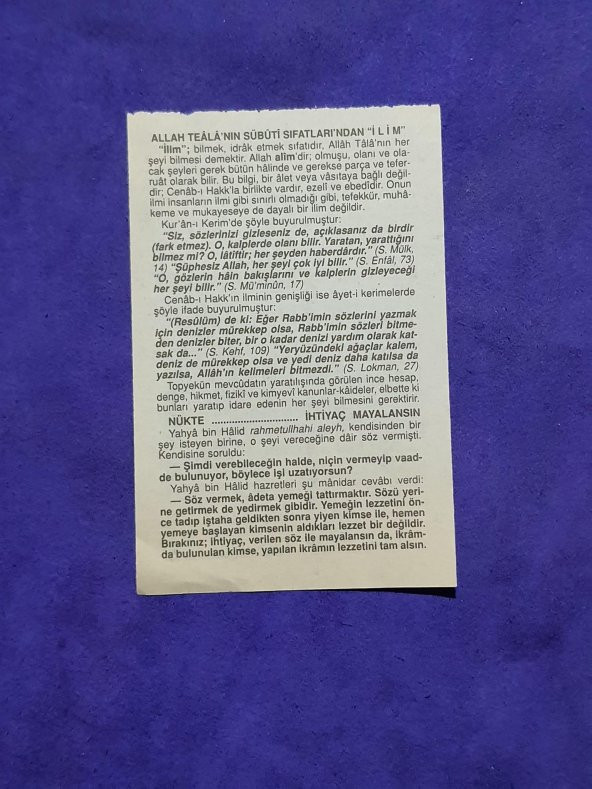 ALLAH TEÂLÂ'NIN SÜBÛTÎ SIFATLARI'NDAN "İ L İ M"
"İlim"; bilmek, idrâk etmek sıfatıdır, Allâh Tâlâ'nın her
şeyi bilmesi demektir. Allah alîm'dir; olmuşu, olanı ve ola-
cak şeyleri gerek bütün hâlinde ve gerekse parça ve tefer-
ruât olarak bilir. Bu bilgi, bir âlet veya vâsıtaya bağlı değil-
dir; Cenâb-ı Hakk'la birlikte vardır, ezelî ve ebedîdir. Onun
ilmi insanların ilmi gibi sınırlı olmadığı gibi, tefekkür, muhâ-
keme ve mukayeseye de dayalı bir ilim değildir.
Kur'ân-ı Kerim'de şöyle buyurulmuştur:
"Siz, sözlerinizi gizleseniz de, açıklasanız da birdir
(fark etmez). O, kalplerde olanı bilir. Yaratan, yarattığını
bilmez mi? O, lâtiftir; her şeyden haberdârdır." (S. Mülk,
14) "Şüphesiz Allah, her şeyi çok iyi bilir." (S. Enfâl, 73)
"O, gözlerin hâin bakışlarını ve kalplerin gizleyeceği
her şeyi bilir." (S. Mü'minûn, 17)
Cenâb-ı Hakk'ın ilminin genişliği ise âyet-i kerimelerde
şöyle ifade buyurulmuştur:
"(Resûlüm) de ki: Eğer Rabb'imin sözlerini yazmak
için denizler mürekkep olsa, Rabb'imin sözleri bitme-
den denizler biter, bir o kadar denizi yardım olarak kat-
sak da..." (S. Kehf, 109) "Yeryüzündeki ağaçlar kalem,
deniz de mürekkep olsa ve yedi deniz daha katılsa da
yazılsa, Allâh'ın kelimeleri bitmezdi." (S. Lokman, 27)
Topyekün mevcûdatın yaratılışında görülen ince hesap,
denge, hikmet, fizikî ve kimyevî kanunlar-kâideler, elbette ki
bunları yaratıp idare edenin her şeyi bilmesini gerektirir.
NÜKTE ............................. İHTİYAÇ MAYALANSIN
Yahyâ bin Hâlid rahmetullhahi aleyh, kendisinden bir
şey isteyen birine, o şeyi vereceğine dâir söz vermişti.
Kendisine soruldu:
— Şimdi verebileceğin halde, niçin vermeyip vaad-
de bulunuyor, böylece işi uzatıyorsun?
Yahyâ bin Hâlid hazretleri şu mânidar cevâbı verdi:
— Söz vermek, âdeta yemeği tattırmaktır. Sözü yeri-
ne getirmek de yedirmek gibidir. Yemeğin lezzetini ön-
ce tadıp iştaha geldikten sonra yiyen kimse ile, hemen
yemeye başlayan kimsenin aldıkları lezzet bir değildir.
Bırakınız; ihtiyaç, verilen söz ile mayalansın da, ikrâm-
da bulunulan kimse, yapılan ikrâmın lezzetini tam alsın.